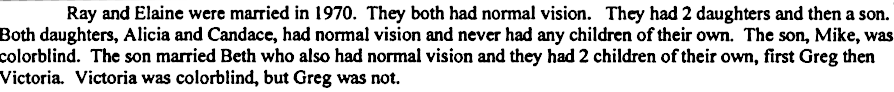 Ray and Elaine were married in 1970. They both had normal vision. They had 2 daughters and then a son.
Both daughters, Alicia and Candace, had normal vision and never had any children of their own. The son, Mike, was
colorblind. The son married Beth who also had normal vision and they had 2 children of their own, first Greg then
Victoria. Victoria was colorblind, but Greg was not.